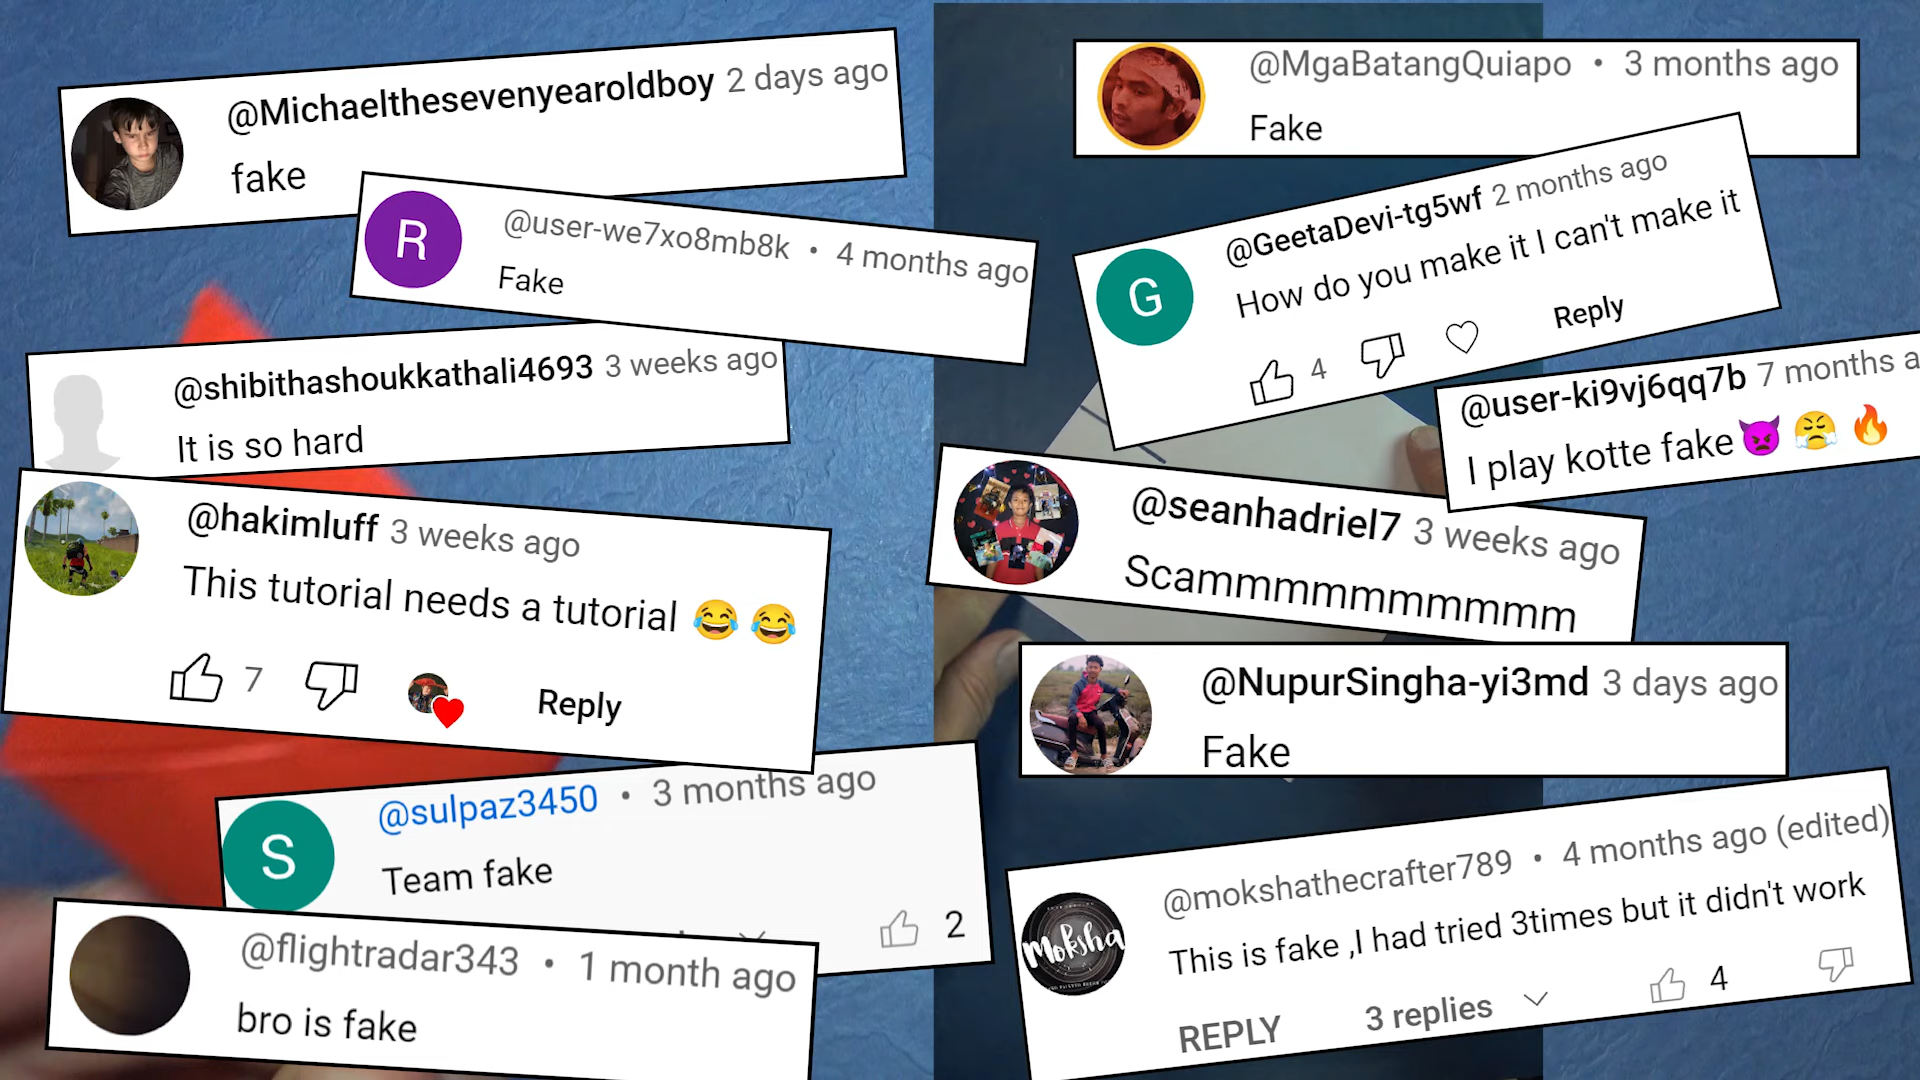 @Michaelthesevenyearoldboy 2 days ago
fake
R
@user-we7xo8mb8k • 4 months ago
Fake
@shibithashoukkathali4693 3 weeks ago
It is so hard
@hakimluff 3 weeks ago
This tutorial needs a tutorial 😂 😂
7
Reply
S
@sulpaz3450 • 3 months ago
Team fake
2
@flightradar343 • 1 month ago
bro is fake
@MgaBatangQuiapo • 3 months ago
Fake
G
@GeetaDevi-tg5wf 2 months ago
How do you make it I can't make it
4
Reply
@user-ki9vj6qq7b 7 months a
I play kotte fake👿 😤 🔥
@seanhadriel7 3 weeks ago
Scammmmmmmmmm
@NupurSingha-yi3md 3 days ago
Fake
Moksha
@mokshathecrafter789 • 4 months ago (edited)
This is fake ,I had tried 3times but it didn't work
REPLY
3 replies
4